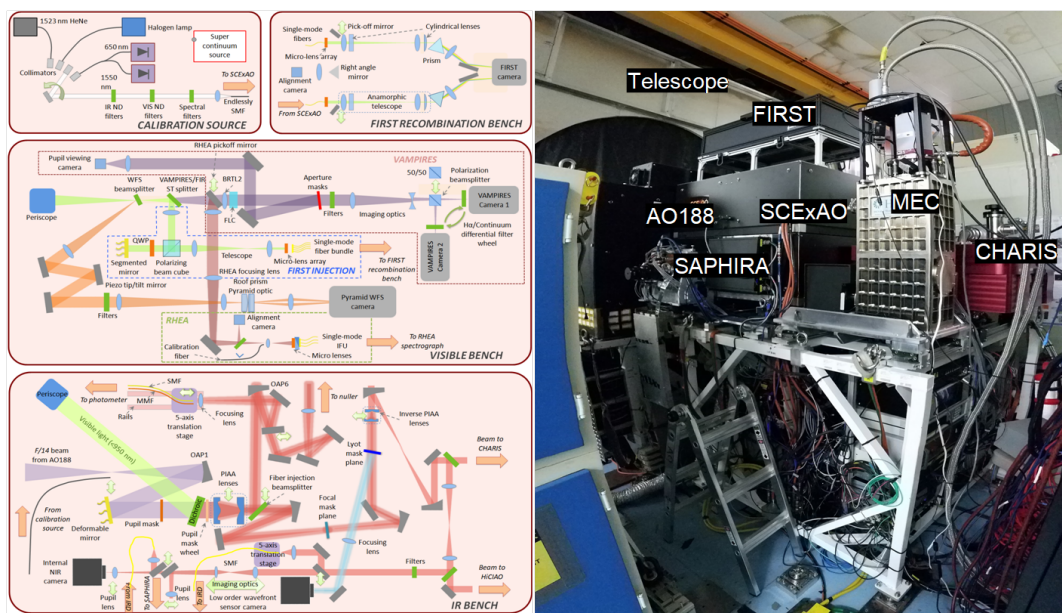 1523 nm HeNe
Halogen lamp
Super
continuum
source
650 nm
Collimators
1550
nm
To SCExAO
IR ND
filters
VIS ND
filters
Spectral
filters
Endlessly
SMF
CALIBRATION SOURCE
Single-mode
fibers
Pick-off mirror
Cylindrical lenses
Micro-lens array
Prism
Alignment
camera
Right angle
mirror
FIRST
camera
Anamorphic
telescope
From SCExAO
FIRST RECOMBINATION BENCH
RHEA pickoff mirror
Pupil viewing
camera
VAMPIRES
WFS
beamsplitter
VAMPIRES/FIR
ST splitter
BRTL2
Aperture
masks
50/50
Polarization
beamsplitter
Periscope
FLC
Filters
Imaging optics
VAMPIRES
Camera 1
Hα/Continuum
differential filter
wheel
VAMPIRES
Camera 2
QWP
Segmented
mirror
Polarizing
beam cube
Telescope
Single-mode
fiber bundle
Micro-lens array
FIRST INJECTION
To FIRST
recombination
bench
RHEA focusing lens
Piezo tip/tilt mirror
Roof prism
Pyramid optic
Filters
Pyramid WFS
camera
RHEA
Alignment
camera
Single-mode
IFU
Calibration
fiber
Micro lenses
To RHEA
spectrograph
VISIBLE BENCH
Periscope
To photometer
SMF
MMF
Rails
5-axis
translation
stage
Focusing
lens
OAP6
To nuller
Inverse PIAA
lenses
Lyot
mask
plane
Beam to
CHARIS
Visible light (<950 nm)
F/14 beam
from AO188
OAP1
PIAA
lenses
Fiber injection
beamsplitter
From
calibration
source
Dichroic
Focal
mask
plane
Deformable
mirror
Pupil mask
Pupil
mask
wheel
Focusing
lens
5-axis
translation
stage
Internal
NIR
camera
SMF
Filters
Pupil
lens
From IRD
To SAPHIRA
Pupil
lens
To IRD
Imaging optics
Low order wavefront
sensor camera
Beam to
HiCIAO
IR BENCH
Telescope
FIRST
AO188
SCExAO
MEC
SAPHIRA
CHARIS